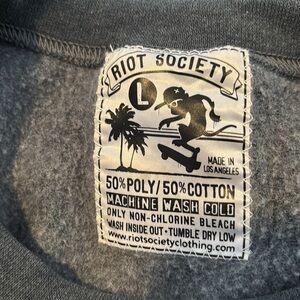 RIOT SOCIETY
L
MADE IN
LOS ANGELES
50% POLY/50% COTTON
MACHINE WASH COLD
ONLY NON-CHLORINE BLEACH
WASH INSIDE OUT • TUMBLE DRY LOW
www.riotsocietyclothing.com